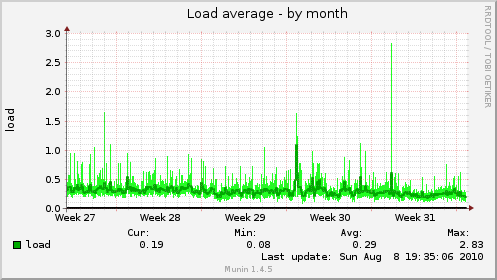 Load average - by month
RRDTOOL / TOBI OETIKER
load
3.0
2.5
2.0
1.5
1.0
0.5
0.0
Week 27 Week 28 Week 29 Week 30 Week 31
Cur: Min: Avg: Max:
load 0.19 0.08 0.29 2.83
Last update: Sun Aug 8 19:35:06 2010
Munin 1.4.5